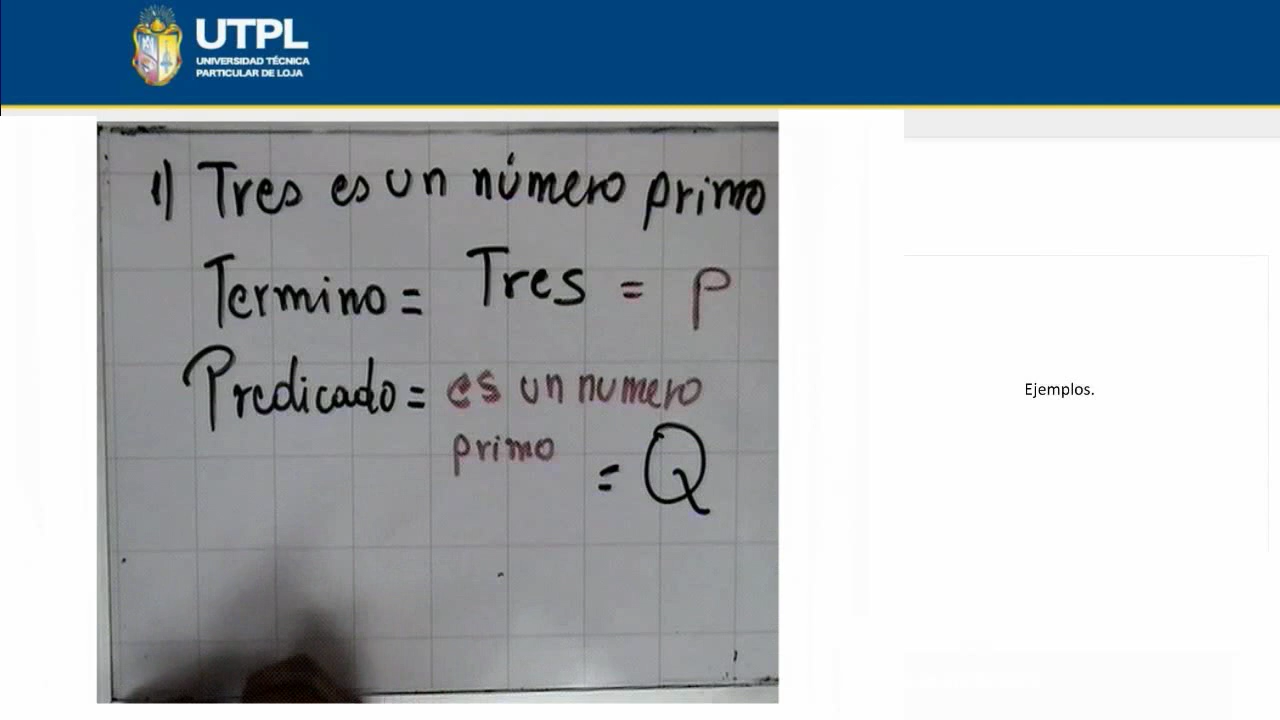 UTPL
UNIVERSIDAD TÉCNICA
PARTICULAR DE LOJA
1) Tres es un número primo
Termino = Tres = p
Predicado = es un numero
primo = Q
Ejemplos.